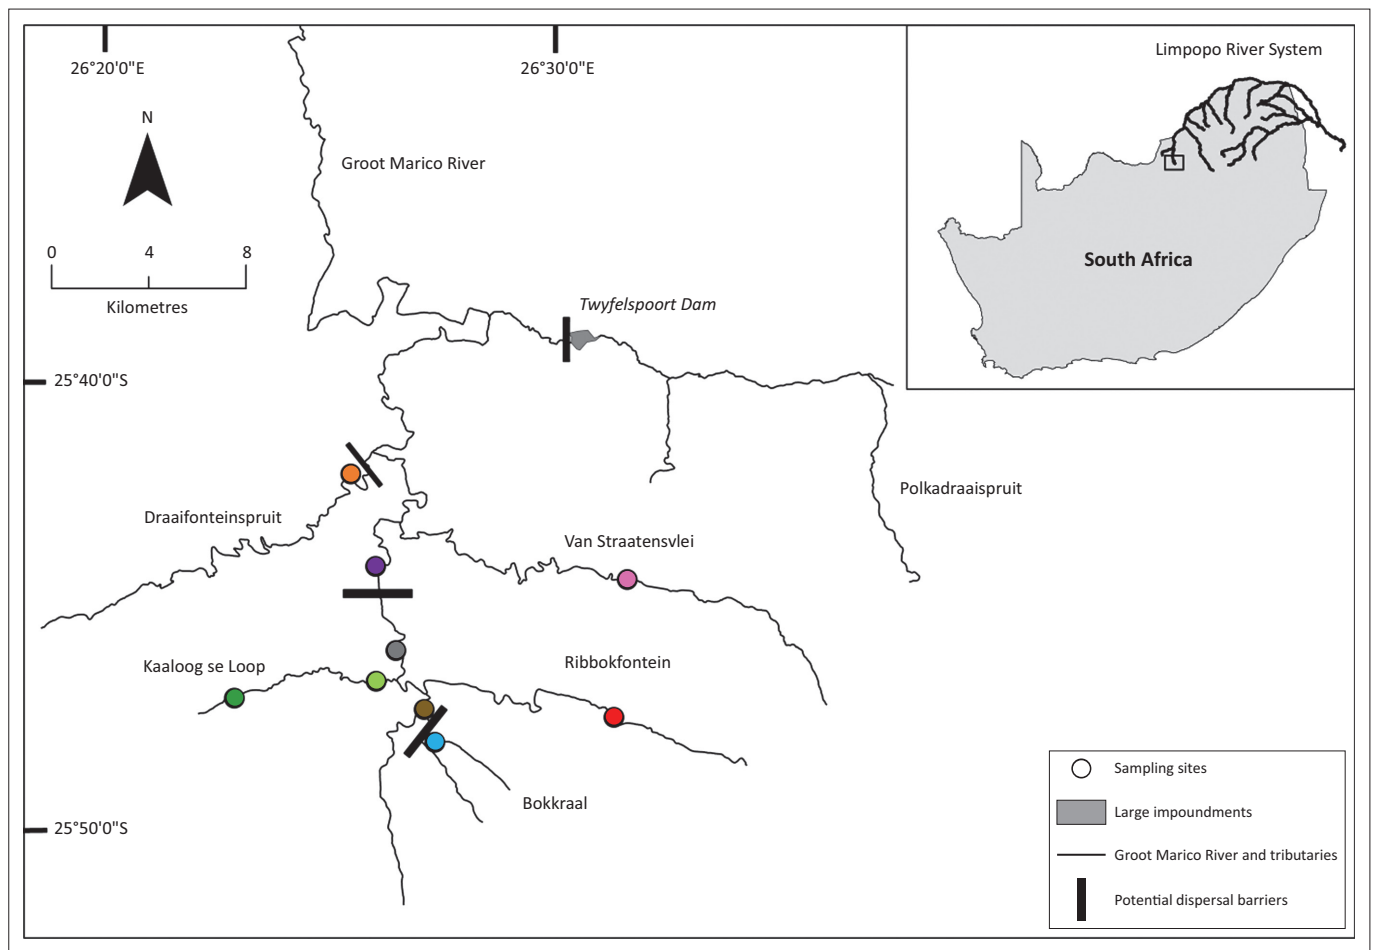 26°20'0"E
26°30'0"E
Limpopo River System
N
Groot Marico River
0 4 8
Kilometres
South Africa
Twyfelspoort Dam
25°40'0"S
Polkadraaispruit
Draaifonteinspruit
Van Straatensvlei
Kaaloog se Loop
Ribbokfontein
Bokkraal
25°50'0"S
Sampling sites
Large impoundments
Groot Marico River and tributaries
Potential dispersal barriers